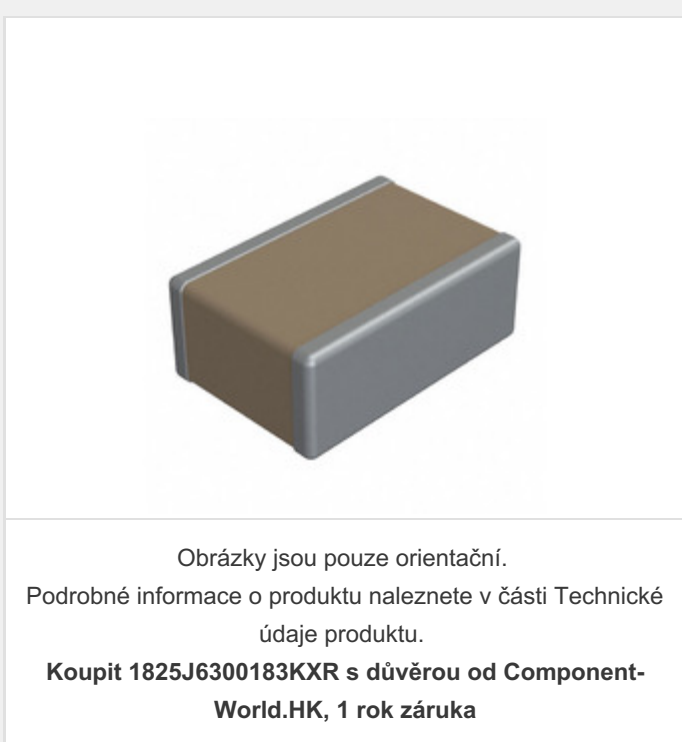 Obrázky jsou pouze orientační.
Podrobné informace o produktu naleznete v části Technické
údaje produktu.
Koupit 1825J6300183KXR s důvěrou od Component-
World.HK, 1 rok záruka